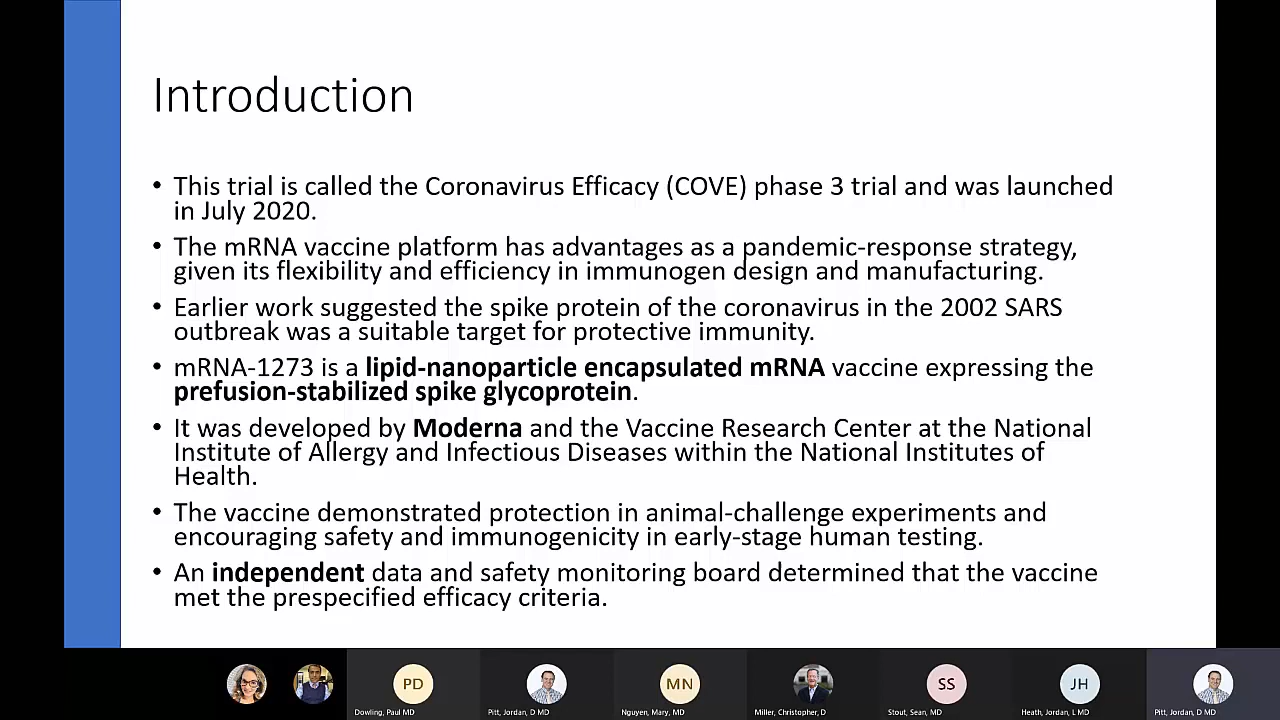 Introduction
• This trial is called the Coronavirus Efficacy (COVE) phase 3 trial and was launched
in July 2020.
• The mRNA vaccine platform has advantages as a pandemic-response strategy,
given its flexibility and efficiency in immunogen design and manufacturing.
• Earlier work suggested the spike protein of the coronavirus in the 2002 SARS
outbreak was a suitable target for protective immunity.
• mRNA-1273 is a lipid-nanoparticle encapsulated mRNA vaccine expressing the
prefusion-stabilized spike glycoprotein.
• It was developed by Moderna and the Vaccine Research Center at the National
Institute of Allergy and Infectious Diseases within the National Institutes of
Health.
• The vaccine demonstrated protection in animal-challenge experiments and
encouraging safety and immunogenicity in early-stage human testing.
• An independent data and safety monitoring board determined that the vaccine
met the prespecified efficacy criteria.
PD MN SS JH
Dowling, Paul MD Pitt, Jordan, D MD Nguyen, Mary, MD Miller, Christopher, D Stout, Sean, MD Heath, Jordan, L MD Pitt, Jordan, D MD